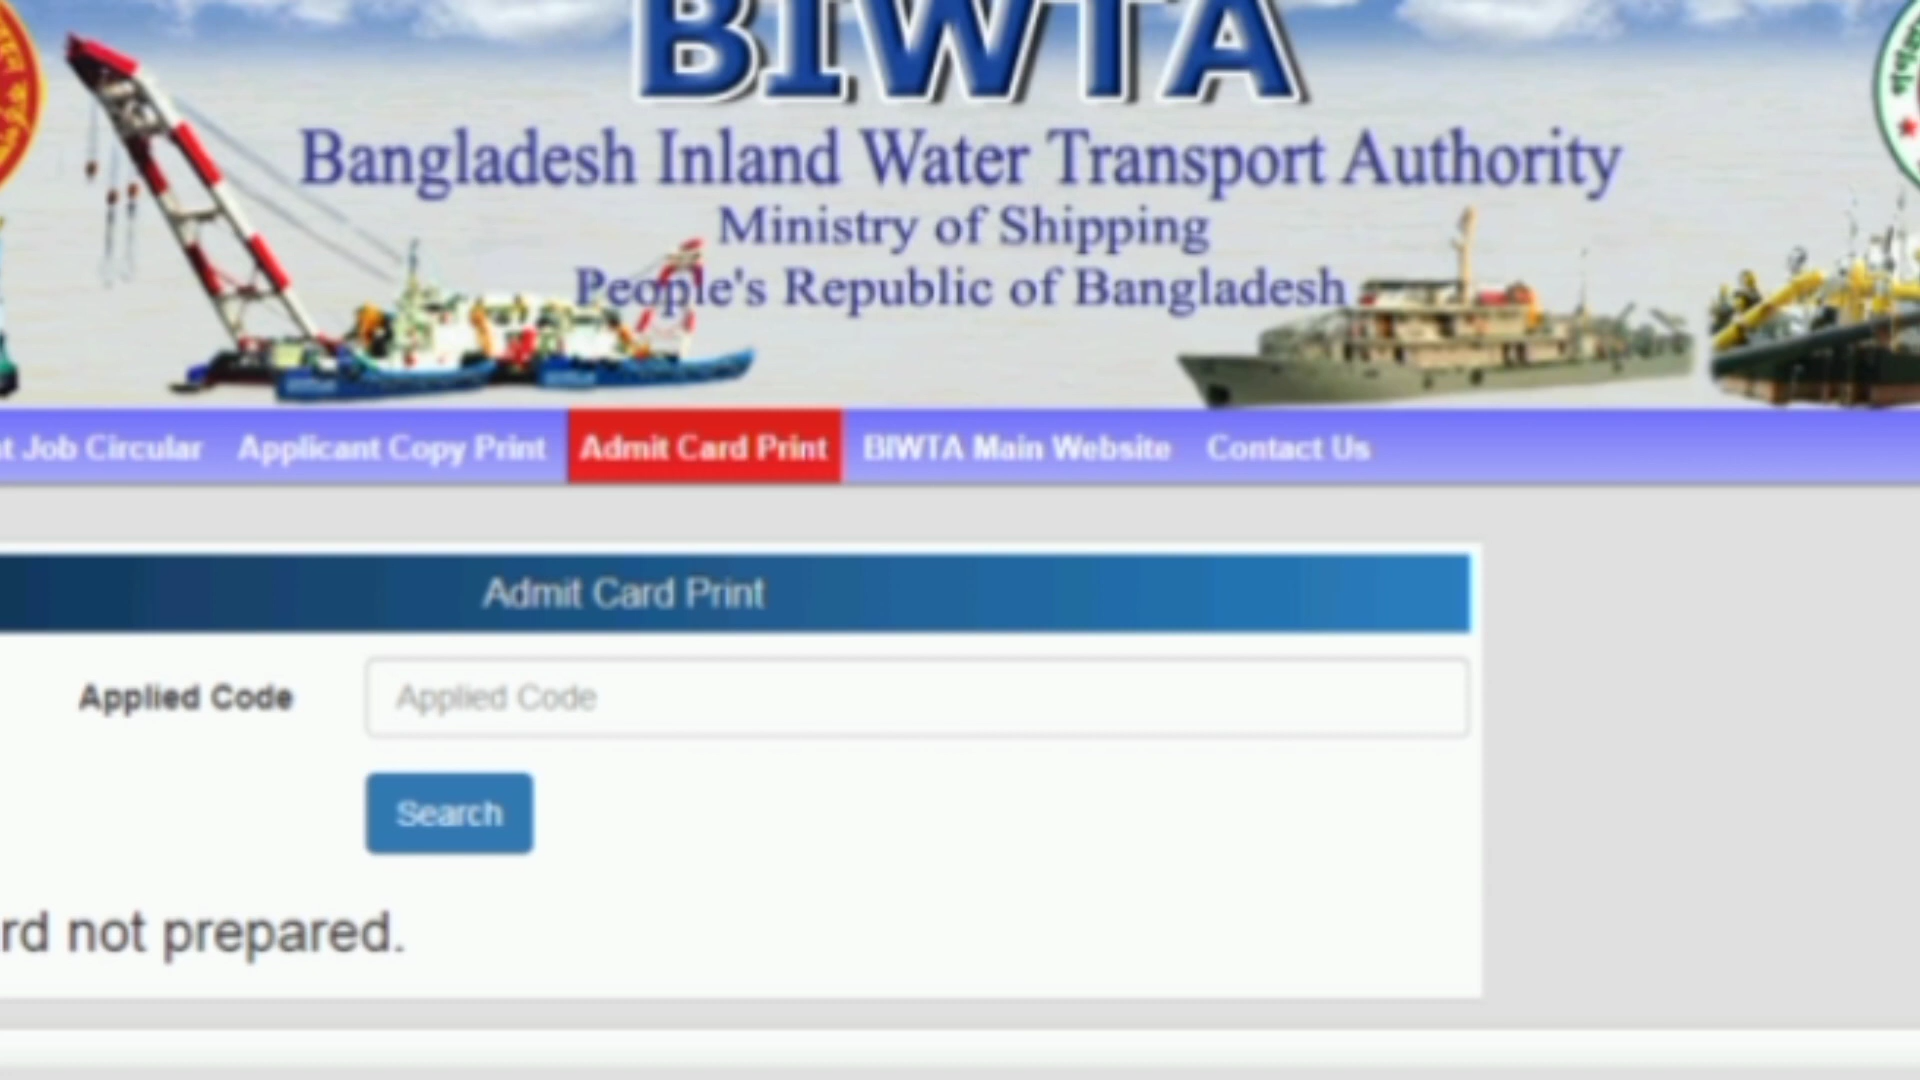 BIWTA
Bangladesh Inland Water Transport Authority
Ministry of Shipping
People's Republic of Bangladesh
t Job Circular Applicant Copy Print Admit Card Print BIWTA Main Website Contact Us
Admit Card Print
Applied Code Applied Code
Search
rd not prepared.